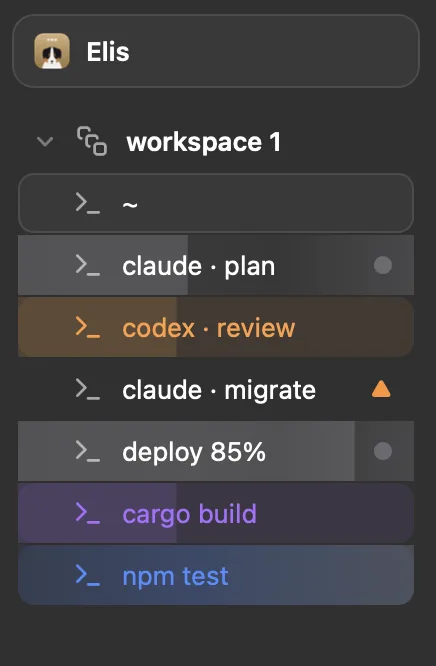 Elis
workspace 1
~
claude · plan
codex · review
claude · migrate
deploy 85%
cargo build
npm test